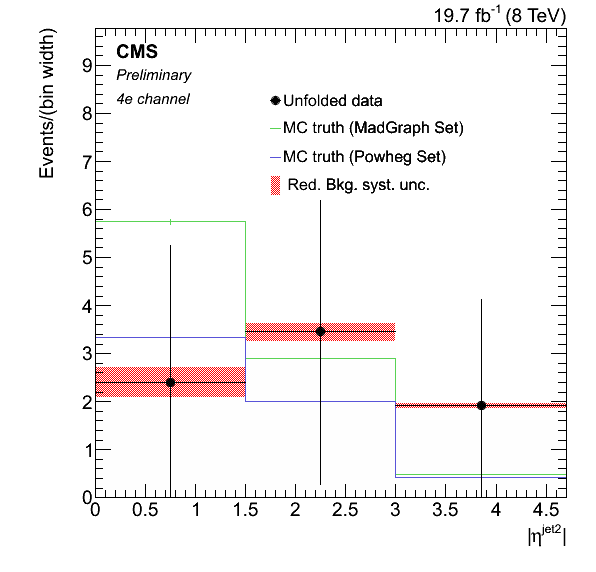 19.7 fb⁻¹ (8 TeV)
Events/(bin width)
CMS
Preliminary
4e channel
Unfolded data
MC truth (MadGraph Set)
MC truth (Powheg Set)
Red. Bkg. syst. unc.
9
8
7
6
5
4
3
2
1
0
0 0.5 1 1.5 2 2.5 3 3.5 4 4.5
|η^jet2|